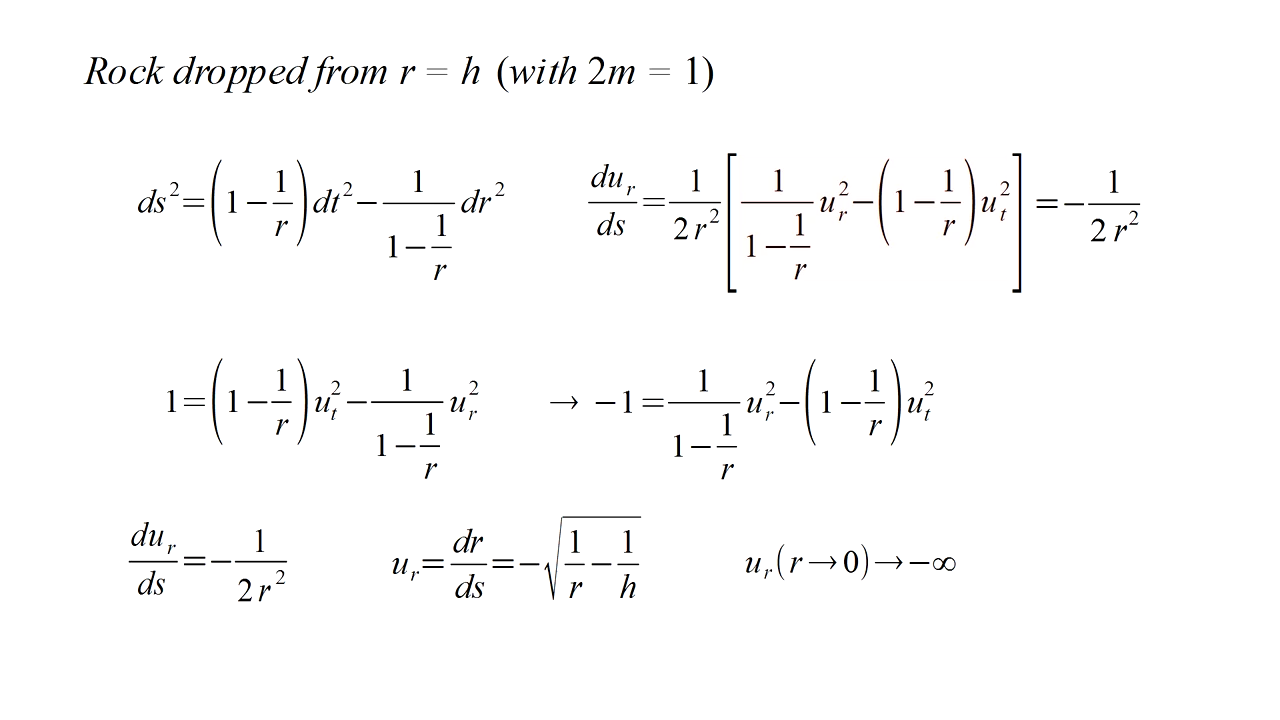 Rock dropped from r = h (with 2m = 1)
ds²=(1−1/r)dt²−1/(1−1/r) dr²    du_r/ds=1/(2r²)[1/(1−1/r) u_r²−(1−1/r)u_t²]=−1/(2r²)
1=(1−1/r)u_t²−1/(1−1/r) u_r²    → −1=1/(1−1/r) u_r²−(1−1/r)u_t²
du_r/ds=−1/(2r²)    u_r=dr/ds=−√(1/r−1/h)    u_r(r→0)→−∞